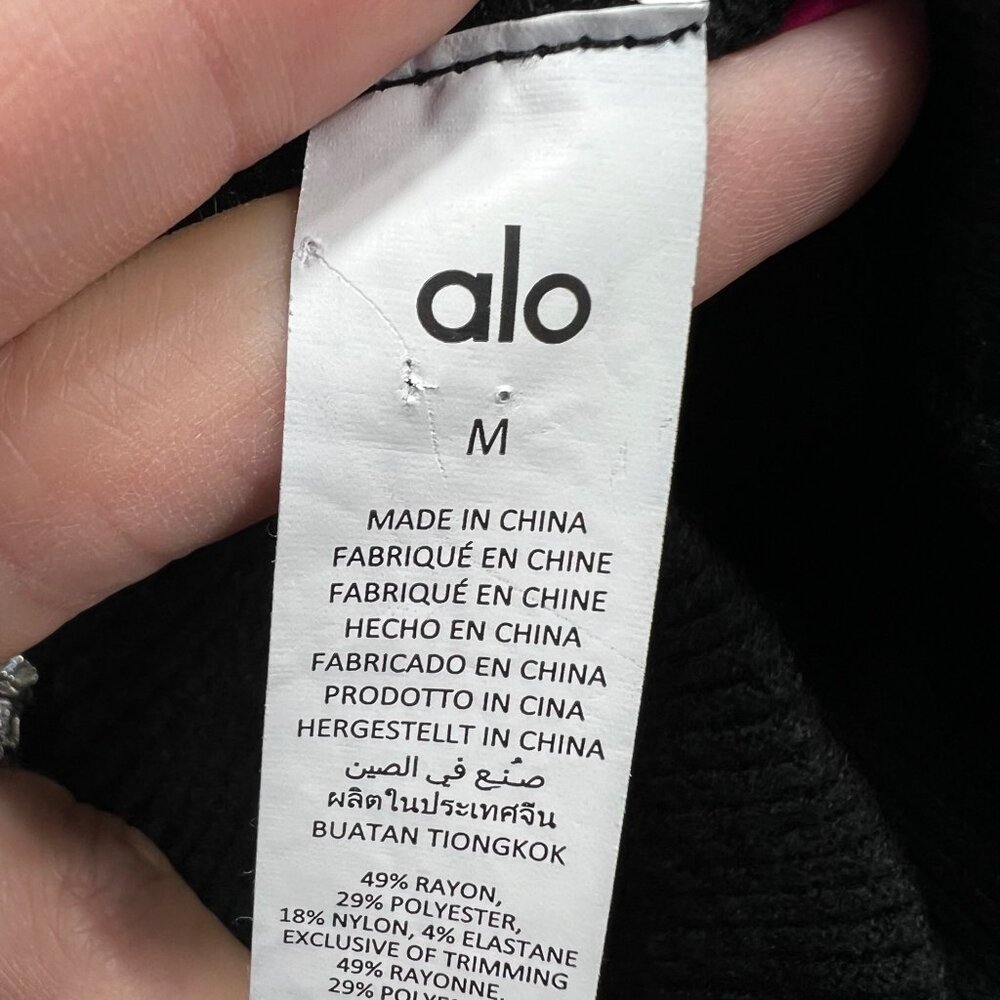 alo
M
MADE IN CHINA
FABRIQUÉ EN CHINE
FABRIQUÉ EN CHINE
HECHO EN CHINA
FABRICADO EN CHINA
PRODOTTO IN CINA
HERGESTELLT IN CHINA
صُنع في الصين
ผลิตในประเทศจีน
BUATAN TIONGKOK
49% RAYON,
29% POLYESTER,
18% NYLON, 4% ELASTANE
EXCLUSIVE OF TRIMMING
49% RAYONNE,
29%